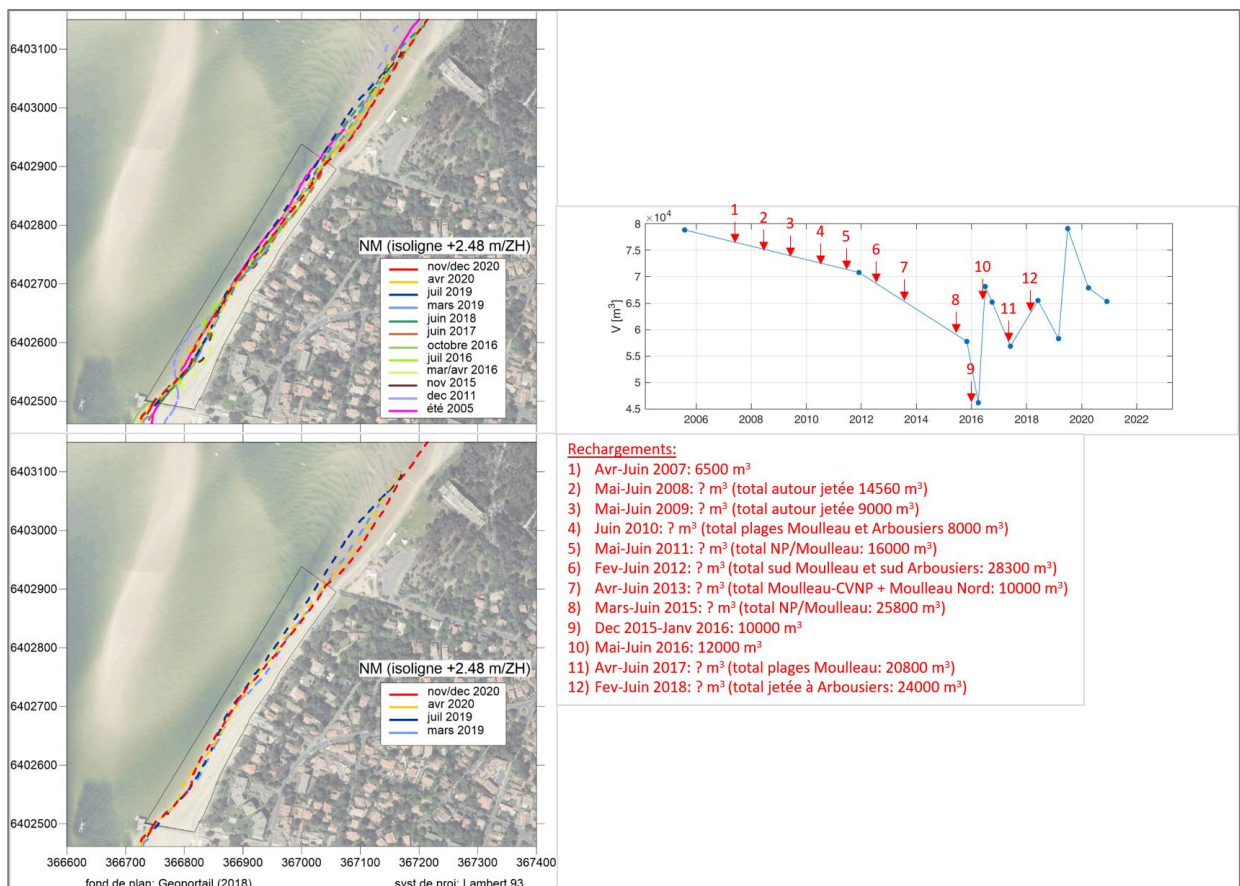 6403100
6403000
6402900
6402800
6402700
6402600
6402500
NM (isoligne +2.48 m/ZH)
nov/dec 2020
avr 2020
juil 2019
mars 2019
juin 2018
juin 2017
octobre 2016
juil 2016
mar/avr 2016
nov 2015
dec 2011
été 2005
6403100
6403000
6402900
6402800
6402700
6402600
6402500
NM (isoligne +2.48 m/ZH)
nov/dec 2020
avr 2020
juil 2019
mars 2019
366600 366700 366800 366900 367000 367100 367200 367300 367400
fond de plan: Geoportail (2018) syst de proj: Lambert 93
×10⁴
8
7.5
7
6.5
6
5.5
5
4.5
V [m³]
1 2 3 4 5 6 7 8 9 10 11 12
2006 2008 2010 2012 2014 2016 2018 2020 2022
Rechargements:
1) Avr-Juin 2007: 6500 m³
2) Mai-Juin 2008: ? m³ (total autour jetée 14560 m³)
3) Mai-Juin 2009: ? m³ (total autour jetée 9000 m³)
4) Juin 2010: ? m³ (total plages Moulleau et Arbousiers 8000 m³)
5) Mai-Juin 2011: ? m³ (total NP/Moulleau: 16000 m³)
6) Fev-Juin 2012: ? m³ (total sud Moulleau et sud Arbousiers: 28300 m³)
7) Avr-Juin 2013: ? m³ (total Moulleau-CVNP + Moulleau Nord: 10000 m³)
8) Mars-Juin 2015: ? m³ (total NP/Moulleau: 25800 m³)
9) Dec 2015-Janv 2016: 10000 m³
10) Mai-Juin 2016: 12000 m³
11) Avr-Juin 2017: ? m³ (total plages Moulleau: 20800 m³)
12) Fev-Juin 2018: ? m³ (total jetée à Arbousiers: 24000 m³)